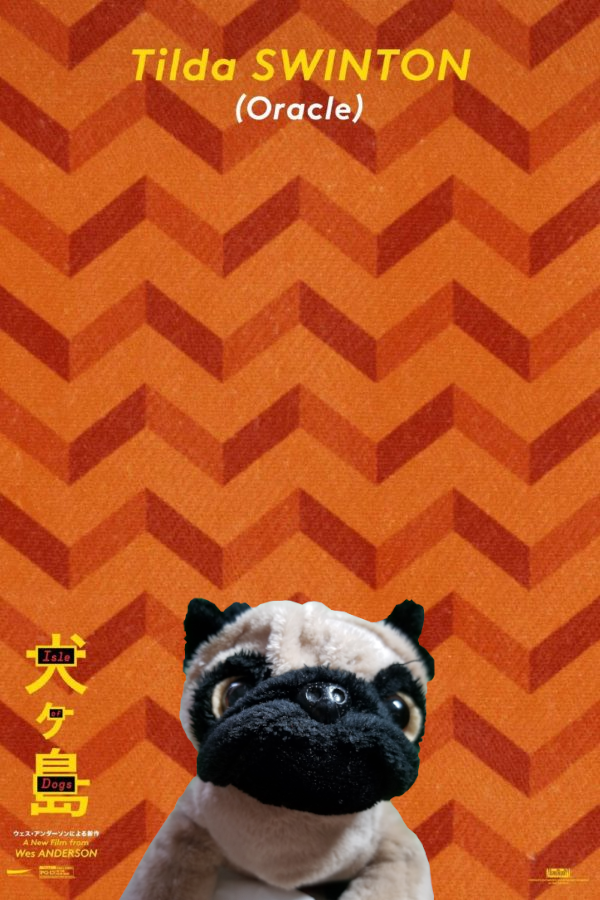 Tilda SWINTON
(Oracle)
犬
Isle
ヶ
of
島
Dogs
ウェス・アンダーソンによる新作
A New Film from
Wes ANDERSON